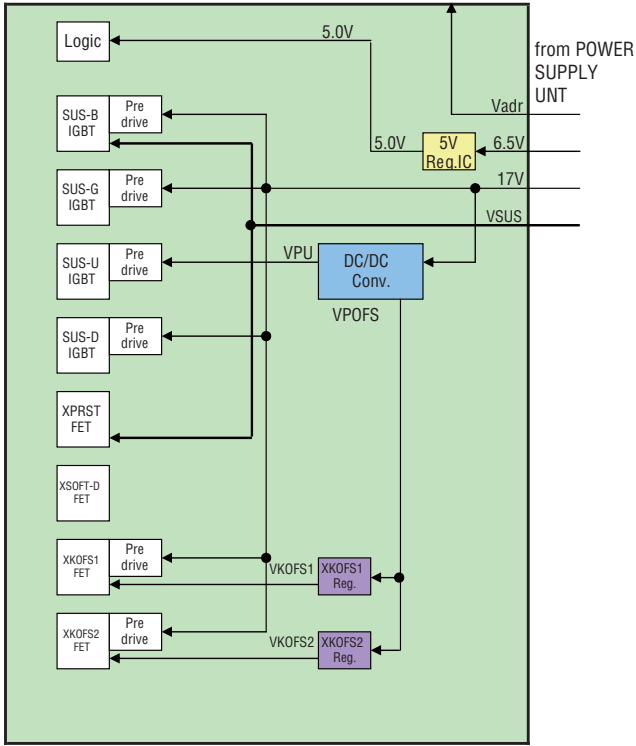 Logic
5.0V
from POWER
SUPPLY
UNT
Vadr
SUS-B
IGBT
Pre
drive
5.0V
5V
Reg.IC
6.5V
SUS-G
IGBT
Pre
drive
17V
VSUS
SUS-U
IGBT
Pre
drive
VPU
DC/DC
Conv.
VPOFS
SUS-D
IGBT
Pre
drive
XPRST
FET
XSOFT-D
FET
XKOFS1
FET
Pre
drive
VKOFS1
XKOFS1
Reg.
XKOFS2
FET
Pre
drive
VKOFS2
XKOFS2
Reg.